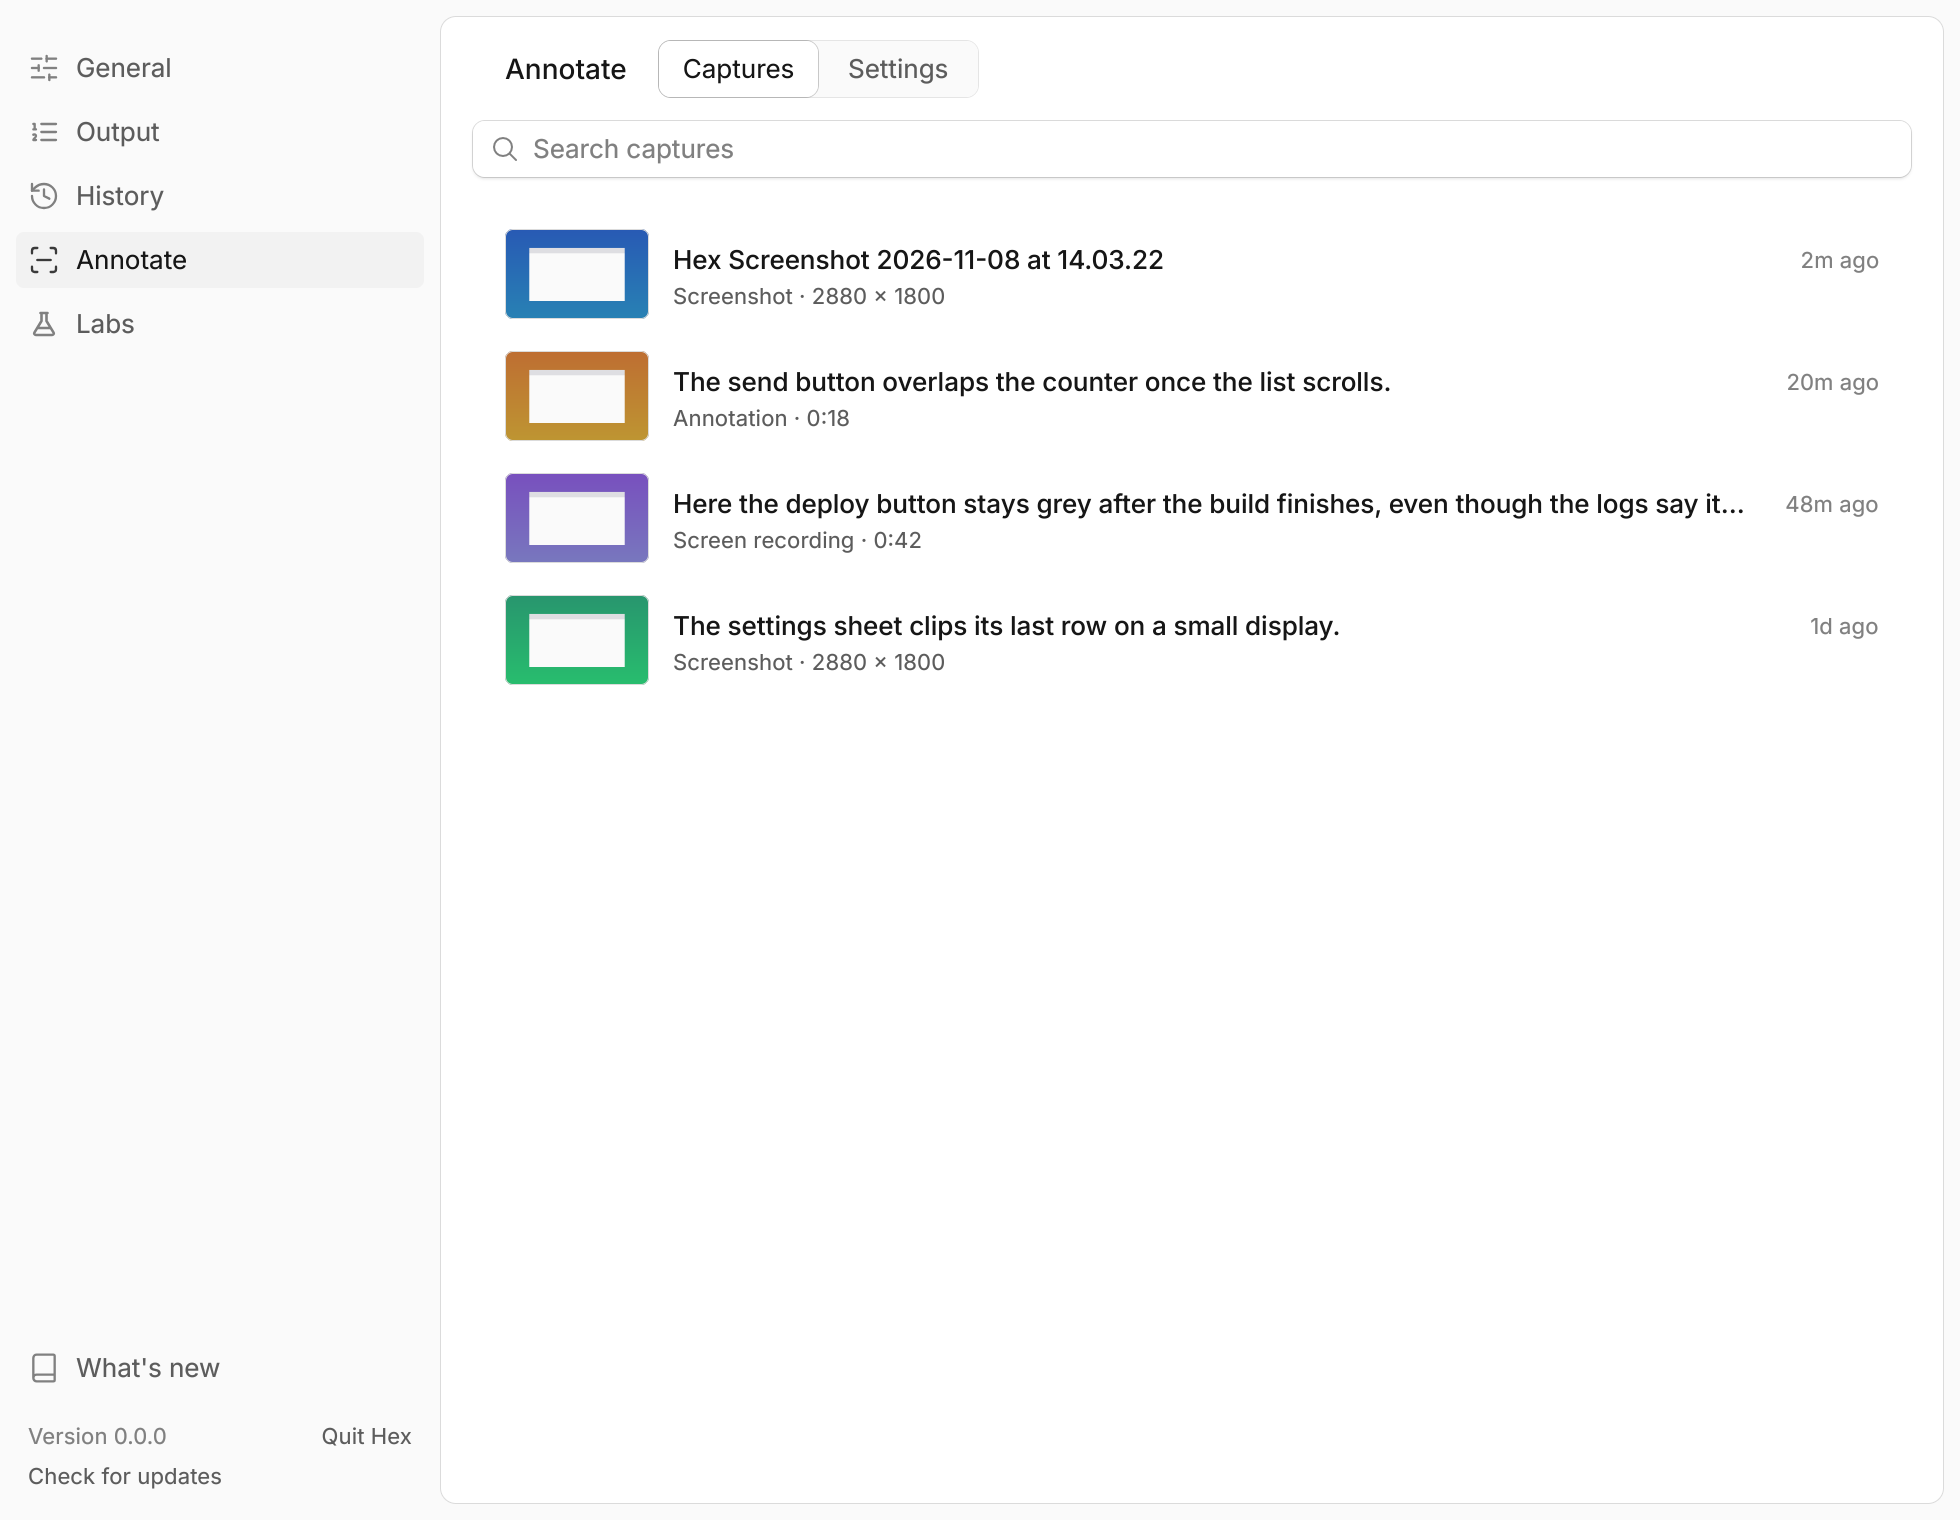 General
Output
History
Annotate
Labs
What's new
Version 0.0.0
Quit Hex
Check for updates
Annotate
Captures
Settings
Search captures
Hex Screenshot 2026-11-08 at 14.03.22
2m ago
Screenshot · 2880 × 1800
The send button overlaps the counter once the list scrolls.
20m ago
Annotation · 0:18
Here the deploy button stays grey after the build finishes, even though the logs say it...
48m ago
Screen recording · 0:42
The settings sheet clips its last row on a small display.
1d ago
Screenshot · 2880 × 1800